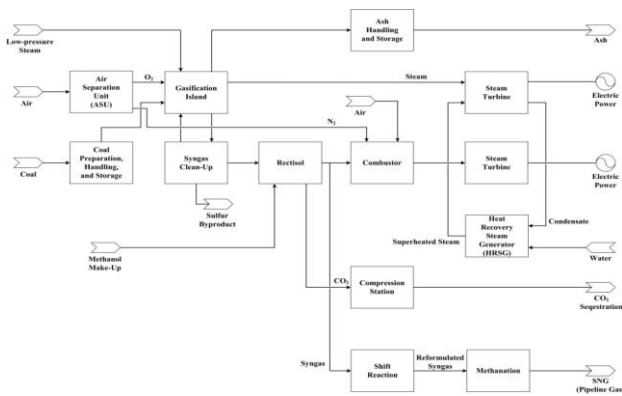 Low-pressure
Steam
Ash
Handling
and Storage
Ash
Air
Separation
Unit
(ASU)
O2
Gasification
Island
Steam
Steam
Turbine
Electric
Power
Air
Air
N2
Coal
Preparation,
Handling,
and Storage
Coal
Syngas
Clean-Up
Rectisol
Combustor
Steam
Turbine
Electric
Power
Sulfur
Byproduct
Heat
Recovery
Steam
Generator
(HRSG)
Condensate
Superheated Steam
Water
Methanol
Make-Up
CO2
Compression
Station
CO2
Seqestration
Syngas
Shift
Reaction
Reformulated
Syngas
Methanation
SNG
(Pipeline Gas)